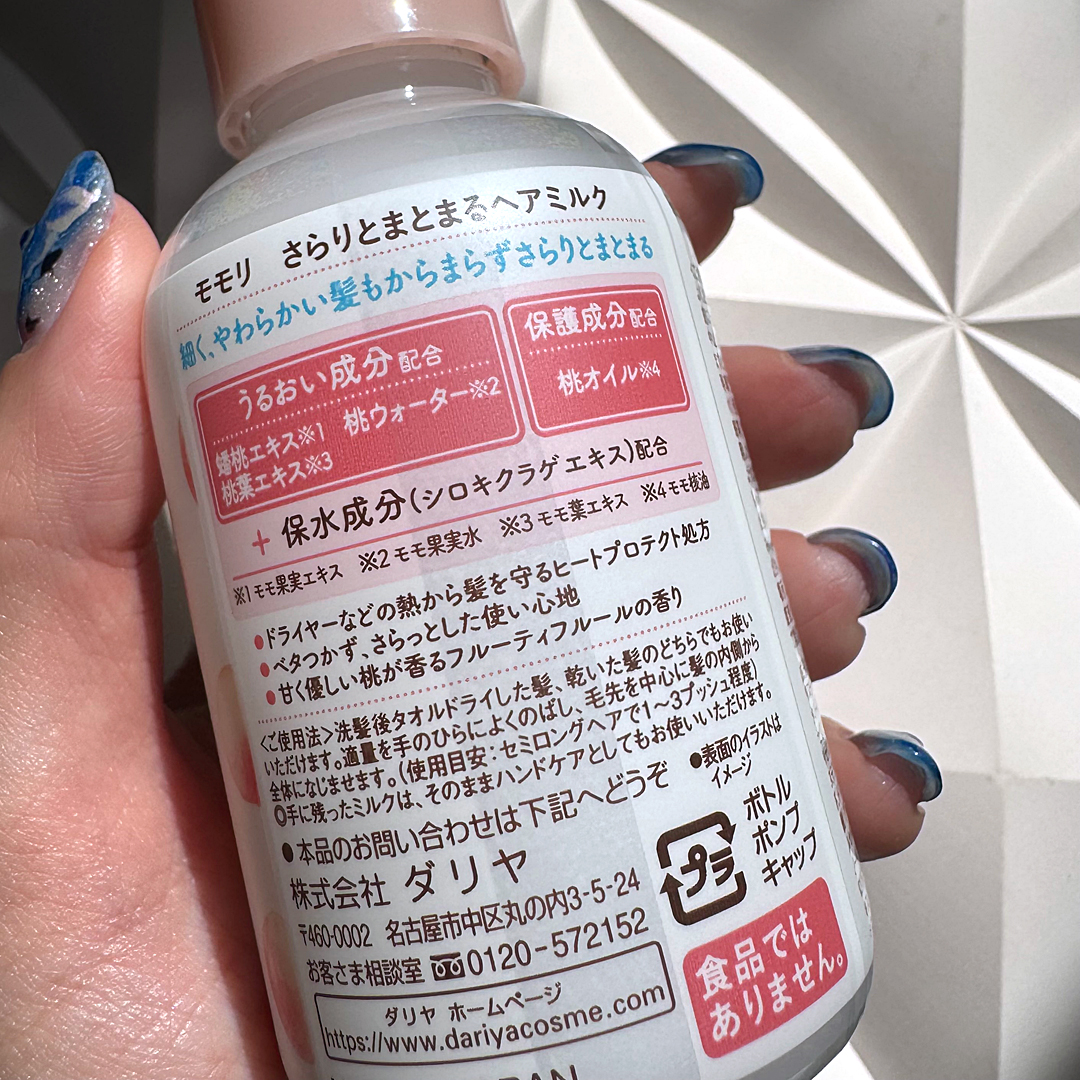 モモリ さらりとまとまるヘアミルク
細く、やわらかい髪もからまらずさらりとまとまる
うるおい成分配合
蟠桃エキス※1 桃ウォーター※2
桃葉エキス※3
保護成分配合
桃オイル※4
+ 保水成分(シロキクラゲエキス)配合
※1 モモ果実エキス ※2 モモ果実水 ※3 モモ葉エキス ※4 モモ核油
●ドライヤーなどの熱から髪を守るヒートプロテクト処方
●ベタつかず、さらっとした使い心地
●甘く優しい桃が香るフルーティフルールの香り
<ご使用法>洗髪後タオルドライした髪、乾いた髪のどちらでもお使い
いただけます。適量を手のひらによくのばし、毛先を中心に髪の内側から
全体になじませます。(使用目安:セミロングヘアで1~3プッシュ程度)
◎手に残ったミルクは、そのままハンドケアとしてもお使いいただけます。
●本品のお問い合わせは下記へどうぞ
株式会社 ダリヤ
〒460-0002 名古屋市中区丸の内3-5-24
お客さま相談室 0120-572152
ダリヤ ホームページ
https://www.dariyacosme.com
●表面のイラストは
イメージ
プラ
ボトル
ポンプ
キャップ
食品では
ありません。